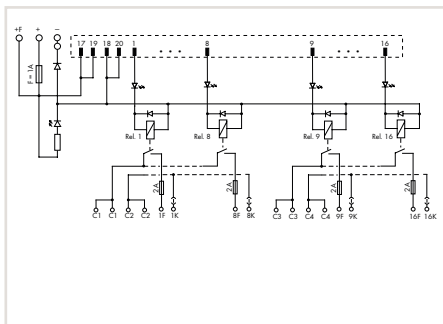 +F + −
17 19 18 20 1 8 9 16
F = 1A
Rel. 1 Rel. 8 Rel. 9 Rel. 16
2A 2A 2A 2A
C1 C1 C2 C2 1F 1K 8F 8K C3 C3 C4 C4 9F 9K 16F 16K